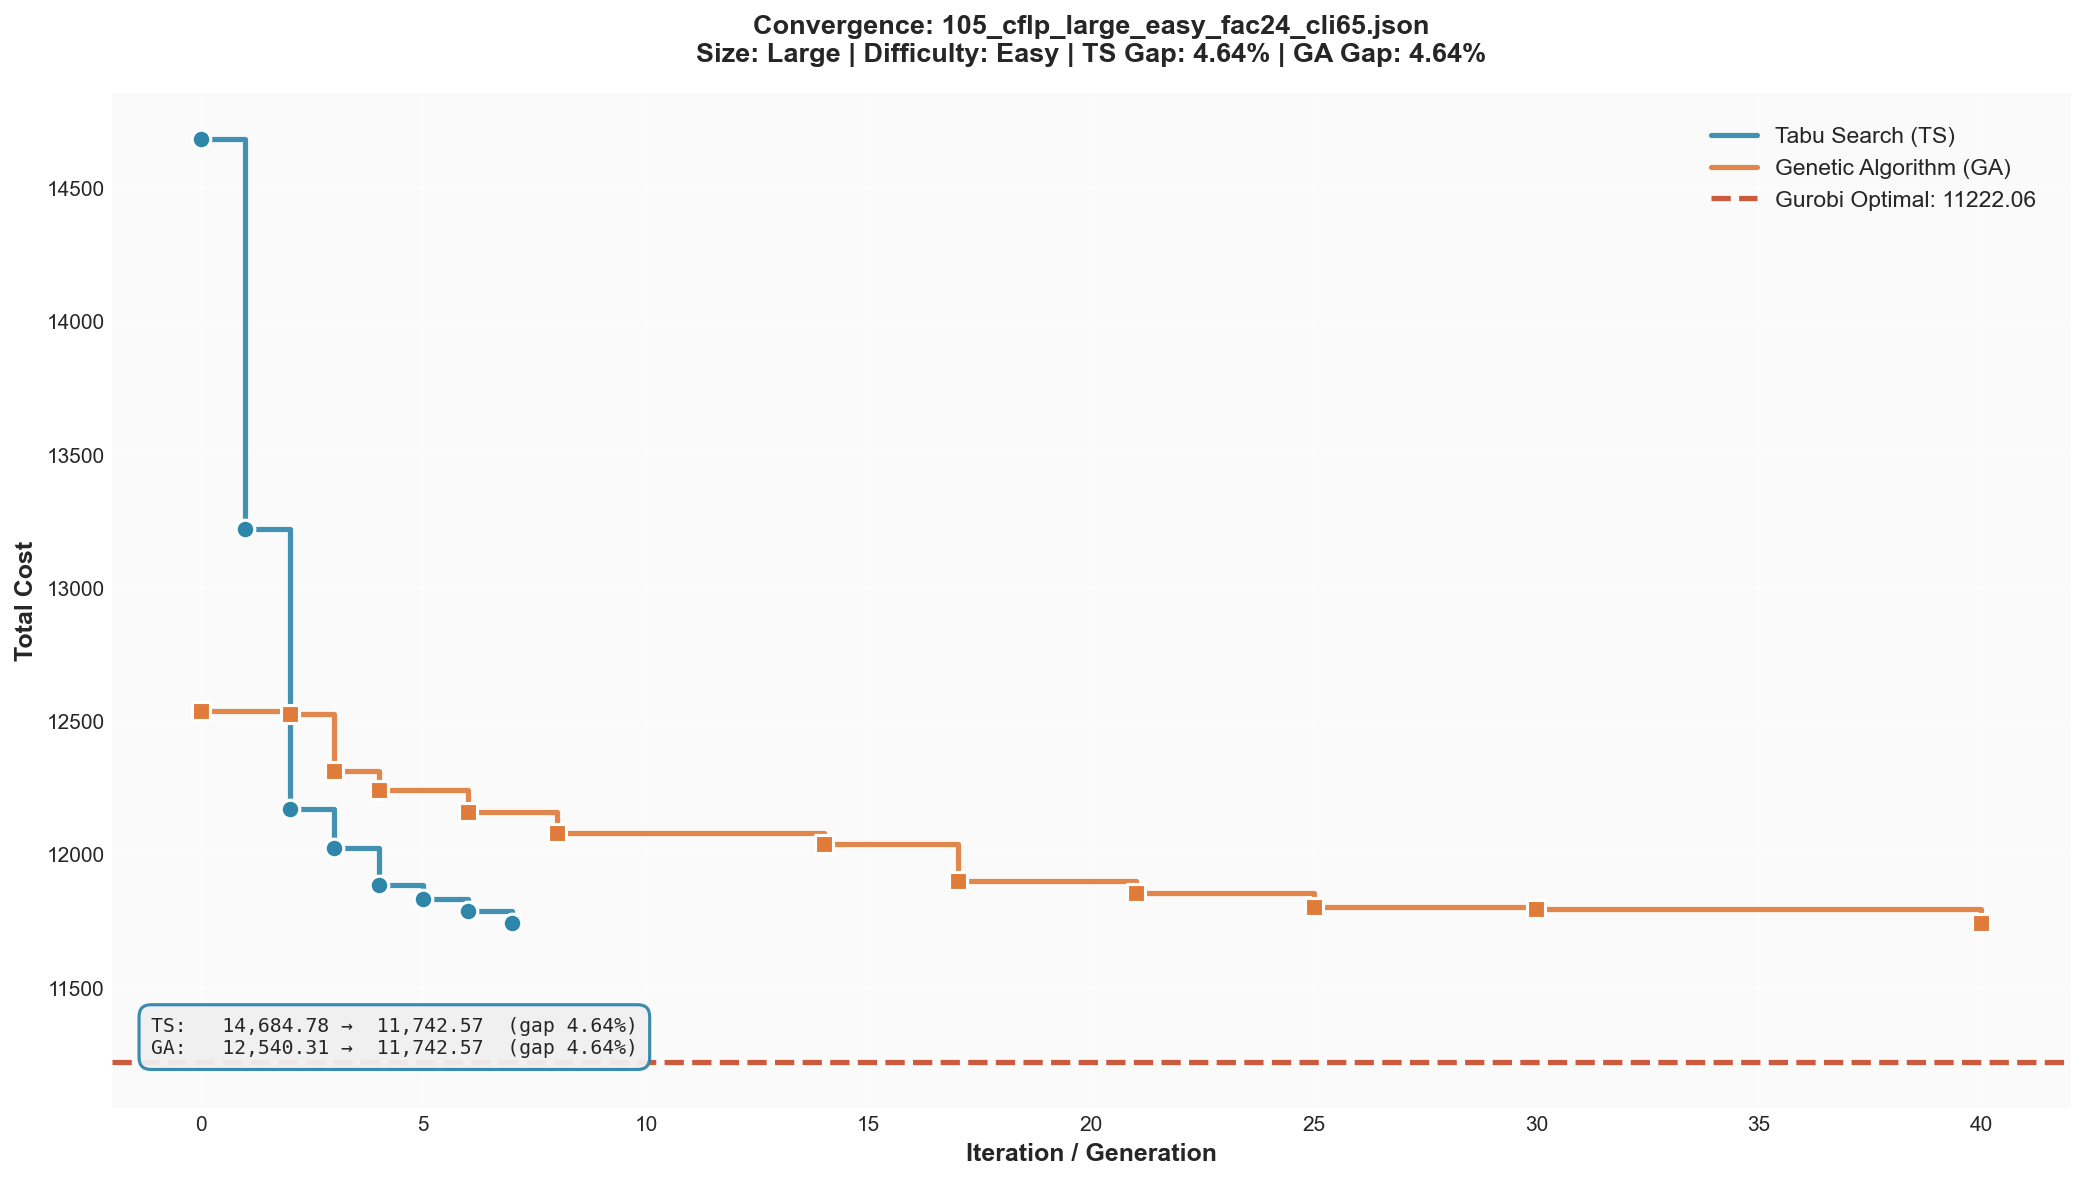 Convergence: 105_cflp_large_easy_fac24_cli65.json
Size: Large | Difficulty: Easy | TS Gap: 4.64% | GA Gap: 4.64%
Tabu Search (TS)
Genetic Algorithm (GA)
Gurobi Optimal: 11222.06
Total Cost
14500
14000
13500
13000
12500
12000
11500
TS:   14,684.78 →  11,742.57  (gap 4.64%)
GA:   12,540.31 →  11,742.57  (gap 4.64%)
0 5 10 15 20 25 30 35 40
Iteration / Generation